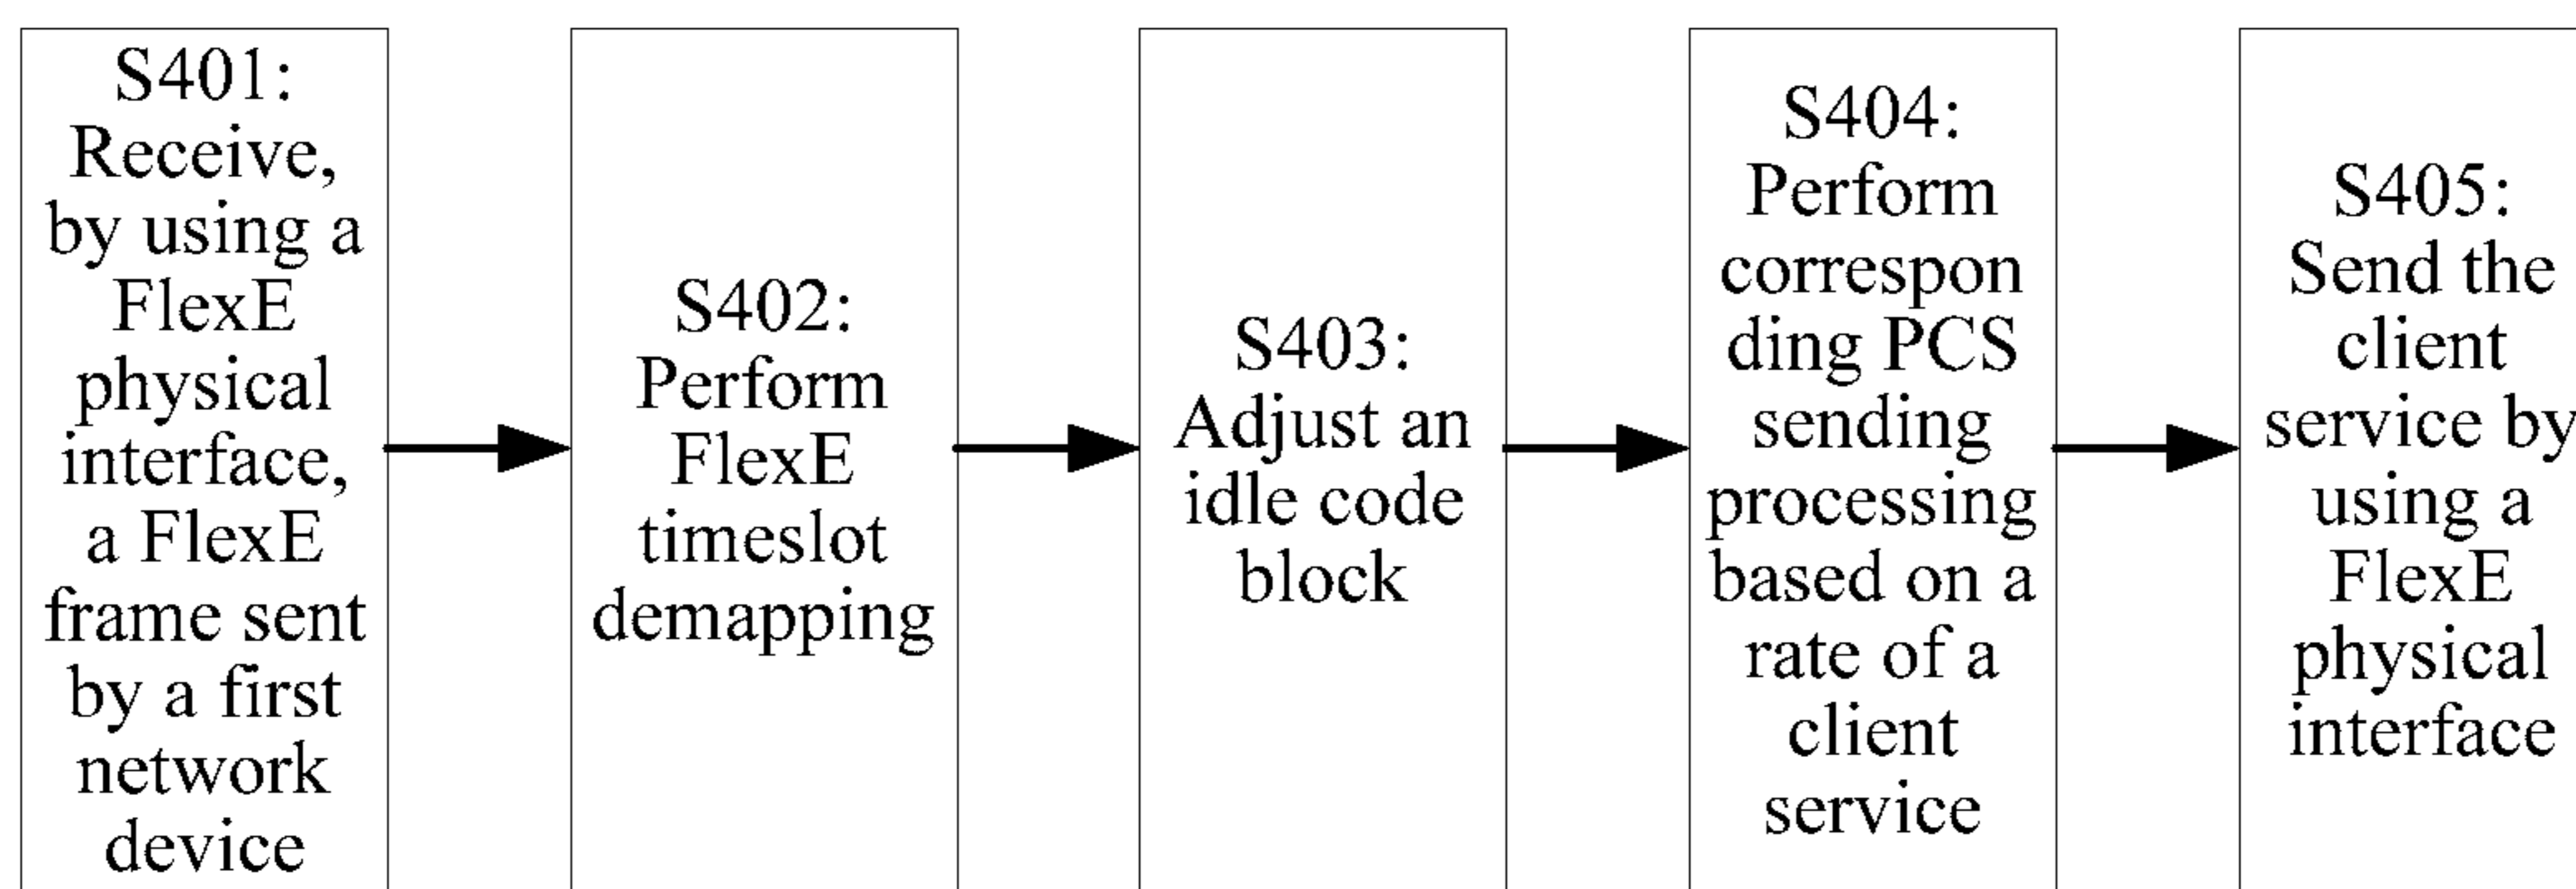 S401:
Receive,
by using a
FlexE
physical
interface,
a FlexE
frame sent
by a first
network
device
S402:
Perform
FlexE
timeslot
demapping
S403:
Adjust an
idle code
block
S404:
Perform
correspon
ding PCS
sending
processing
based on a
rate of a
client
service
S405:
Send the
client
service by
using a
FlexE
physical
interface